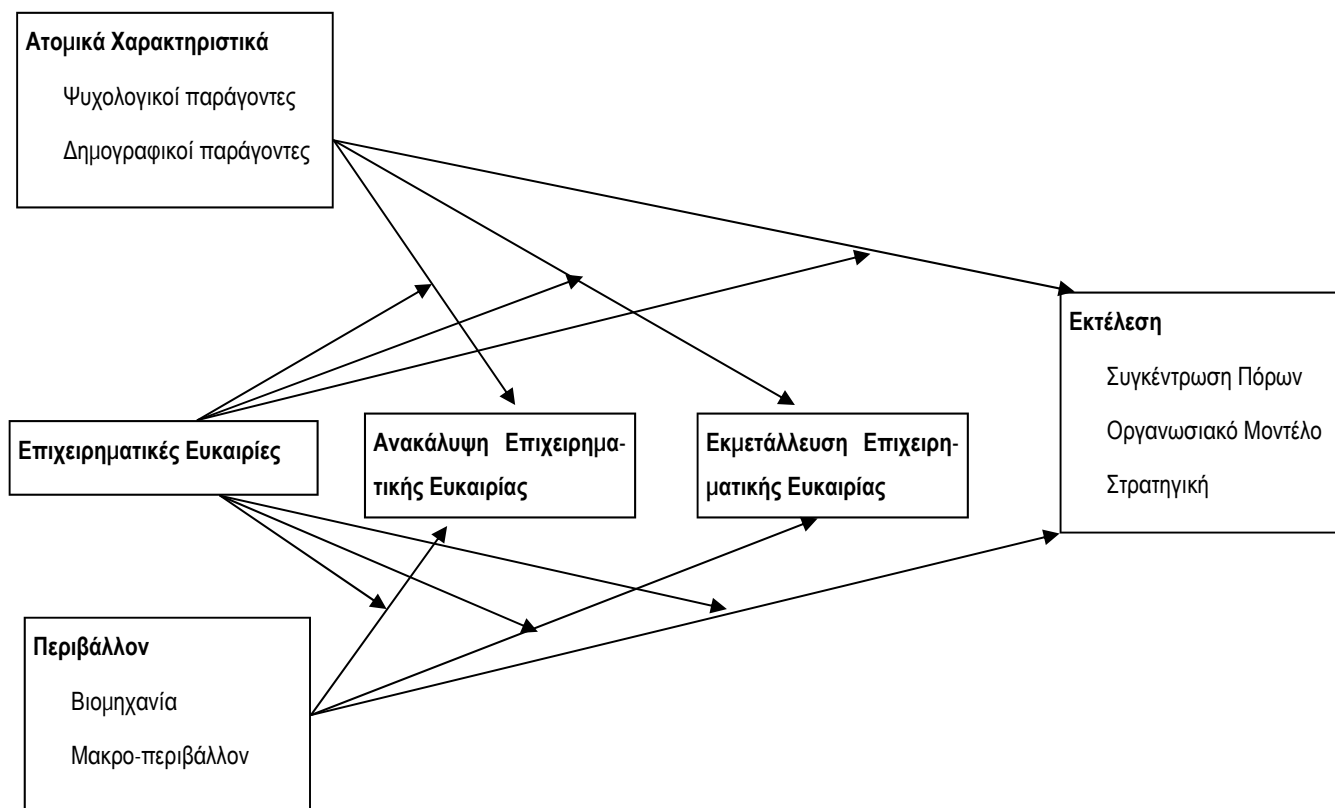 Ατομικά Χαρακτηριστικά
Ψυχολογικοί παράγοντες
Δημογραφικοί παράγοντες
Επιχειρηματικές Ευκαιρίες
Ανακάλυψη Επιχειρημα-
τικής Ευκαιρίας
Εκμετάλλευση Επιχειρη-
ματικής Ευκαιρίας
Εκτέλεση
Συγκέντρωση Πόρων
Οργανωσιακό Μοντέλο
Στρατηγική
Περιβάλλον
Βιομηχανία
Μακρο-περιβάλλον